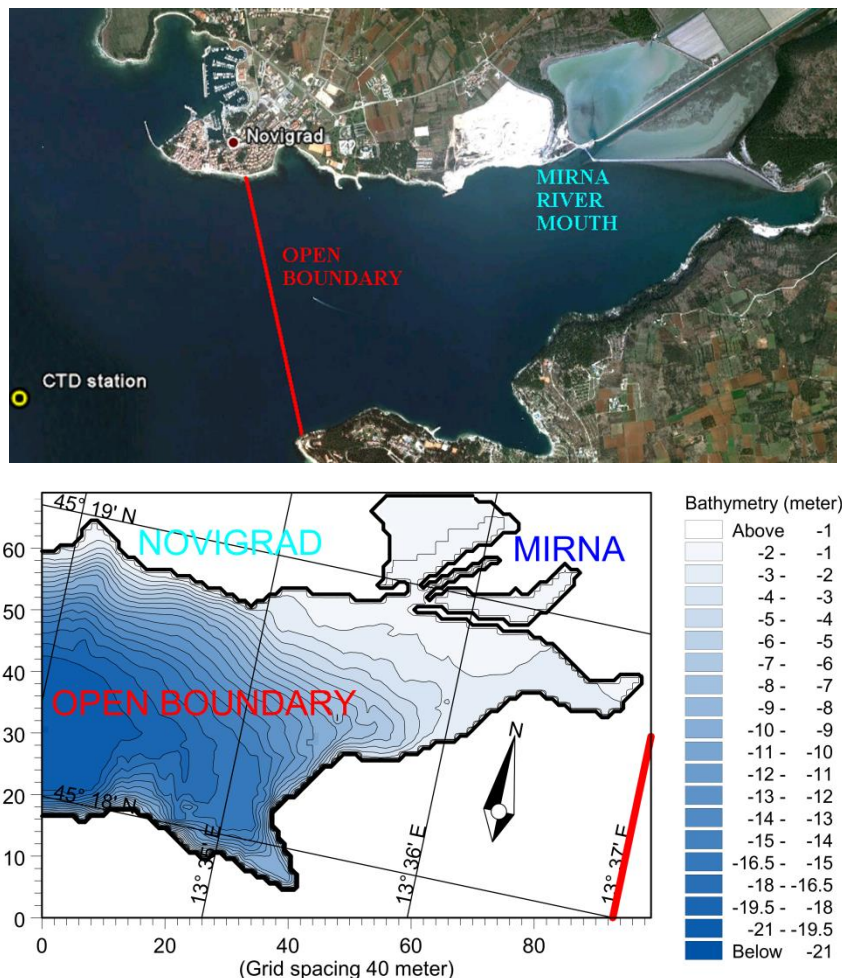 Novigrad
MIRNA
RIVER
MOUTH
OPEN
BOUNDARY
CTD station
45° 19' N
NOVIGRAD
MIRNA
OPEN BOUNDARY
45° 18' N
13° 35' E
13° 36' E
13° 37' E
N
60
50
40
30
20
10
0
0 20 40 60 80
(Grid spacing 40 meter)
Bathymetry (meter)
Above -1
-2 - -1
-3 - -2
-4 - -3
-5 - -4
-6 - -5
-7 - -6
-8 - -7
-9 - -8
-10 - -9
-11 - -10
-12 - -11
-13 - -12
-14 - -13
-15 - -14
-16.5 - -15
-18 - -16.5
-19.5 - -18
-21 - -19.5
Below -21